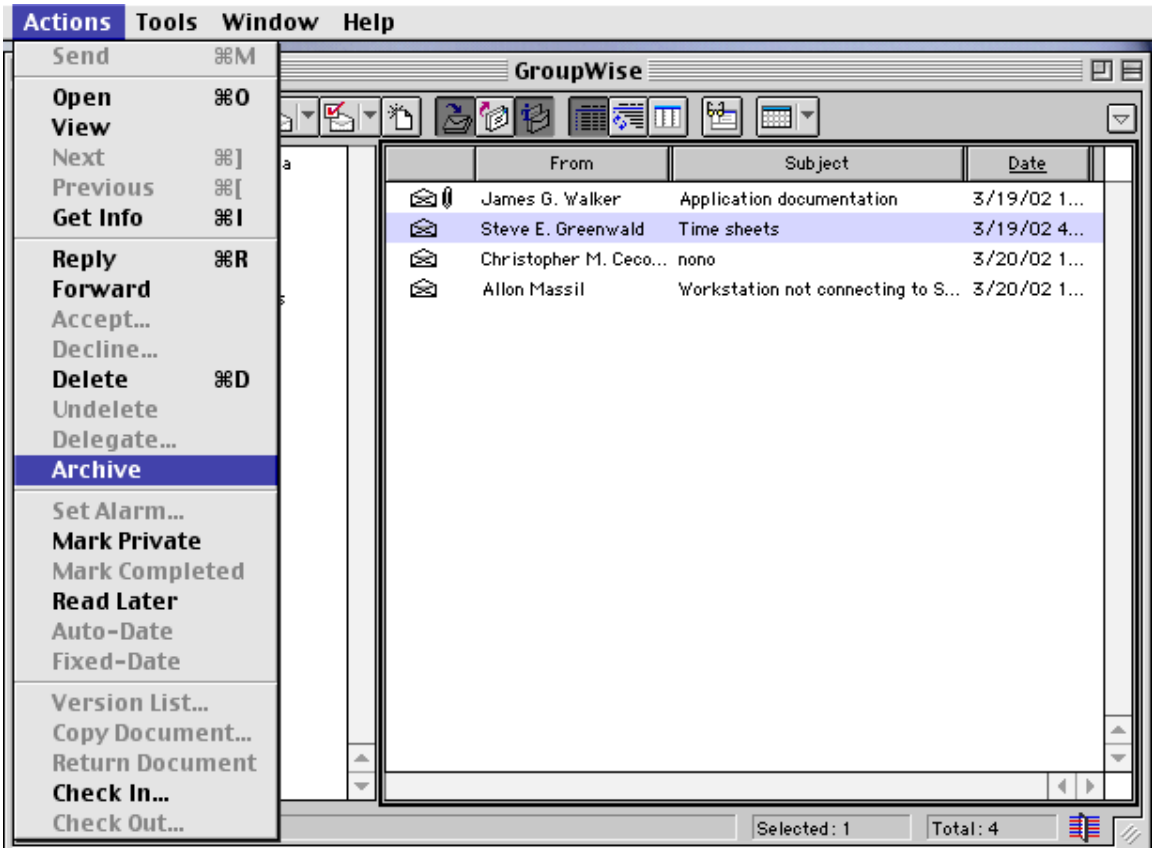 Actions Tools Window Help
Send ⌘M
GroupWise
Open ⌘O
View
Next ⌘]
Previous ⌘[
Get Info ⌘I
Reply ⌘R
Forward
Accept...
Decline...
Delete ⌘D
Undelete
Delegate...
Archive
Set Alarm...
Mark Private
Mark Completed
Read Later
Auto-Date
Fixed-Date
Version List...
Copy Document...
Return Document
Check In...
Check Out...
a
s
From Subject Date
James G. Walker Application documentation 3/19/02 1...
Steve E. Greenwald Time sheets 3/19/02 4...
Christopher M. Ceco... nono 3/20/02 1...
Allon Massil Workstation not connecting to S... 3/20/02 1...
Selected: 1 Total: 4